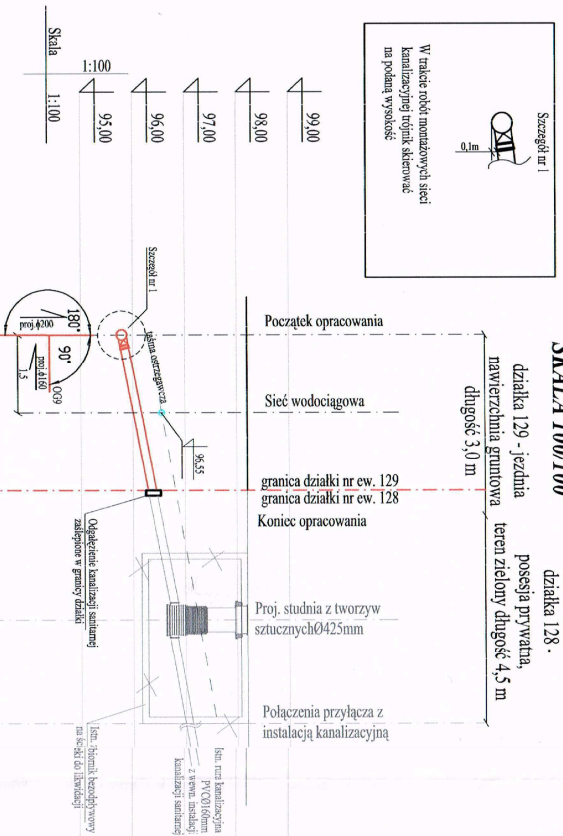 SKALA 100/100
Szczegół nr 1
0,1m
W trakcie robót montażowych sieci
kanalizacyjnej trójnik skierować
na podaną wysokość
działka 129 - jezdnia
nawierzchnia gruntowa
długość 3,0 m
działka 128 -
posesja prywatna,
teren zielony długość 4,5 m
Początek opracowania
Sieć wodociągowa
granica działki nr ew. 129
granica działki nr ew. 128
Koniec opracowania
Proj. studnia z tworzyw
sztucznychØ425mm
Połączenia przyłącza z
instalacją kanalizacyjną
99,00
98,00
97,00
96,00
95,00
1:100
Skala
1:100
Szczegół nr 1
taśma ostrzegawcza
96,55
180°
90°
proj.ϕ200
proj.ϕ160
O39
1,5
Odgałęzienie kanalizacji sanitarnej
zaślepione w granicy działki
Istn. rura kanalizacyjna
PVCØ160mm
z wewn. instalacji
kanalizacji sanitarnej
Istn. zbiornik bezodpływowy
na ścieki do likwidacji